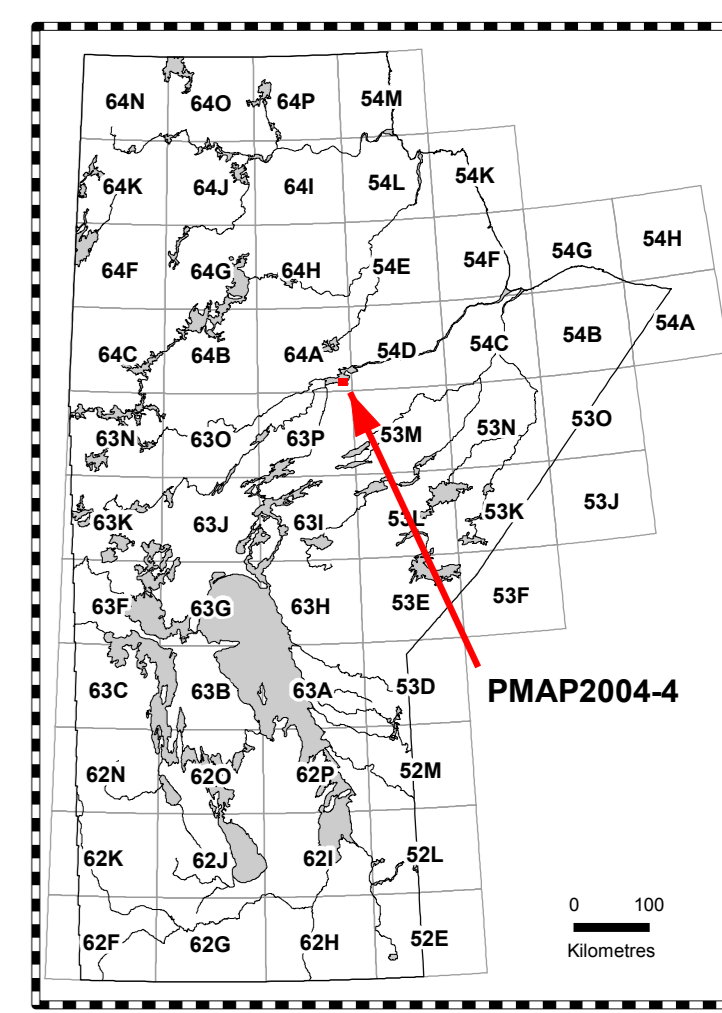 64N 64O 64P 54M
64K 64J 64I 54L 54K
64F 64G 64H 54E 54F 54G 54H
64C 64B 64A 54D 54C 54B 54A
63N 63O 63P 53M 53N 53O
63K 63J 63I 53L 53K 53J
63F 63G 63H 53E 53F
63C 63B 63A 53D
PMAP2004-4
62N 62O 62P 52M
62K 62J 62I 52L
62F 62G 62H 52E
0 100
Kilometres